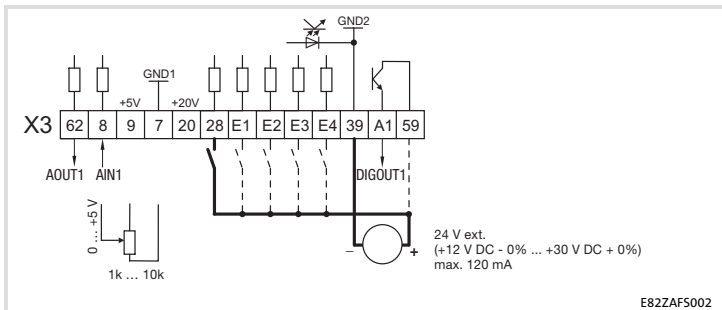 GND2
GND1
+5V
+20V
X3 62 8 9 7 20 28 E1 E2 E3 E4 39 A1 59
AOUT1 AIN1
DIGOUT1
0 ... +5 V
1k ... 10k
24 V ext.
(+12 V DC - 0% ... +30 V DC + 0%)
max. 120 mA
– +
E82ZAFS002